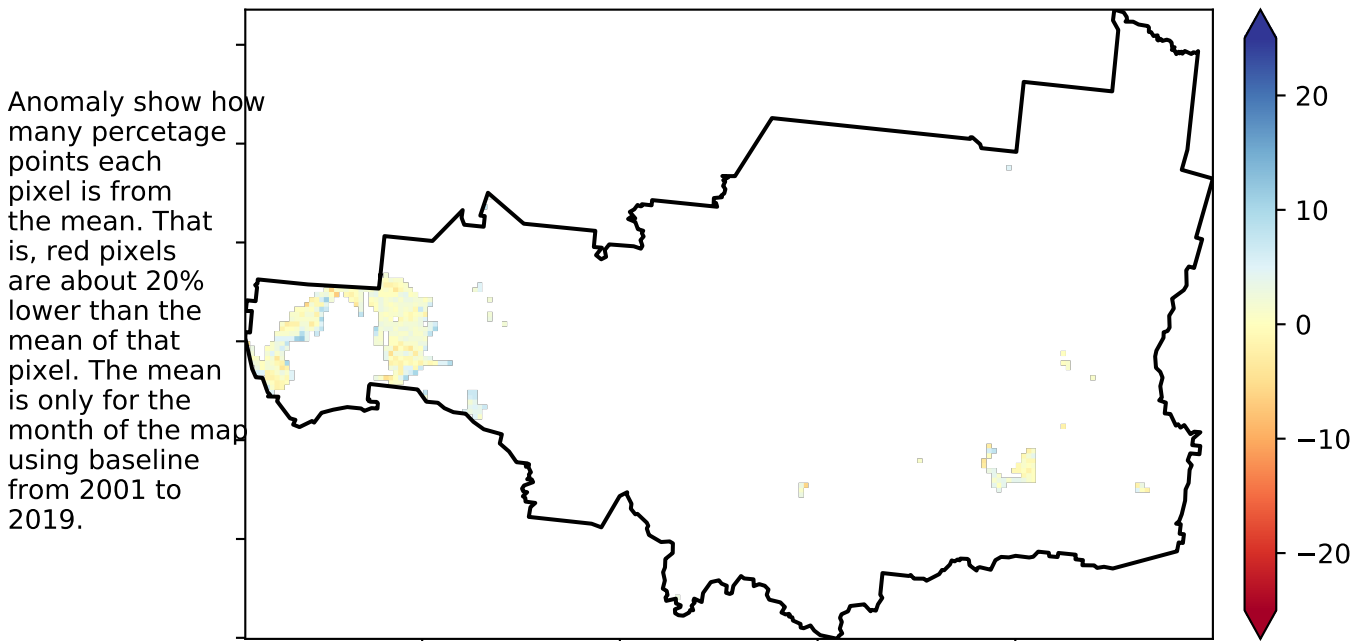 Anomaly show how
many percetage
points each
pixel is from
the mean. That
is, red pixels
are about 20%
lower than the
mean of that
pixel. The mean
is only for the
month of the map
using baseline
from 2001 to
2019.
20
10
0
−10
−20